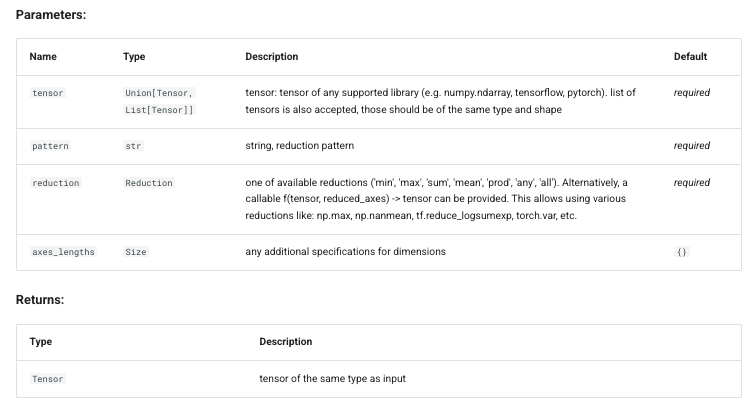 Parameters:
Name Type Description Default
tensor Union[Tensor, tensor: tensor of any supported library (e.g. numpy.ndarray, tensorflow, pytorch). list of required
List[Tensor]] tensors is also accepted, those should be of the same type and shape
pattern str string, reduction pattern required
reduction Reduction one of available reductions ('min', 'max', 'sum', 'mean', 'prod', 'any', 'all'). Alternatively, a required
callable f(tensor, reduced_axes) -> tensor can be provided. This allows using various
reductions like: np.max, np.nanmean, tf.reduce_logsumexp, torch.var, etc.
axes_lengths Size any additional specifications for dimensions {}
Returns:
Type Description
Tensor tensor of the same type as input